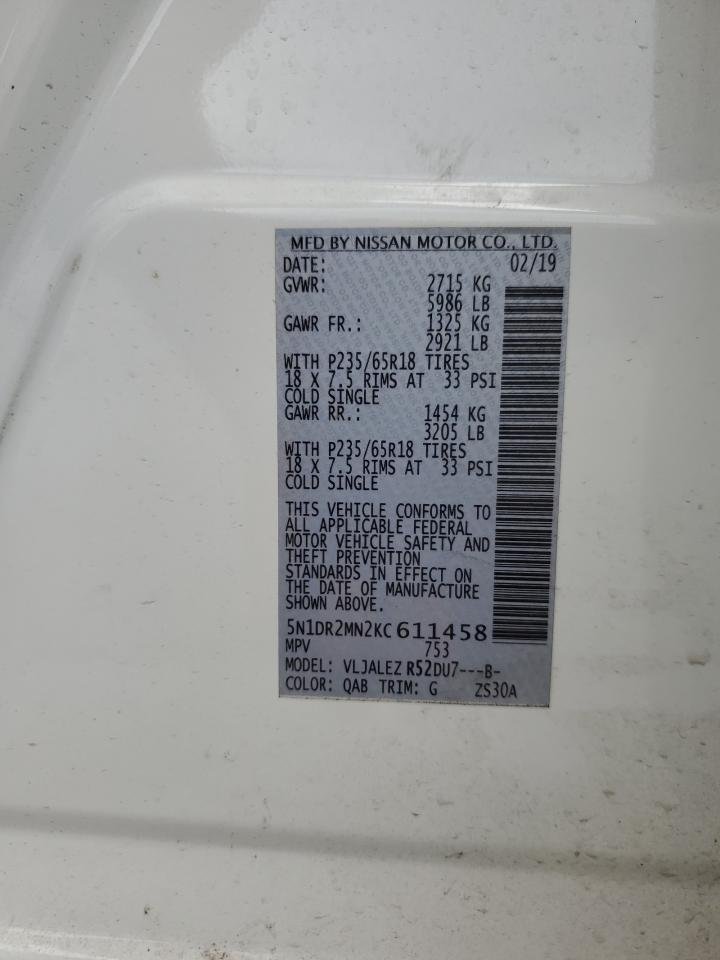 MFD BY NISSAN MOTOR CO., LTD.
DATE: 02/19
GVWR: 2715 KG
5986 LB
GAWR FR.: 1325 KG
2921 LB
WITH P235/65R18 TIRES
18 X 7.5 RIMS AT 33 PSI
COLD SINGLE
GAWR RR.: 1454 KG
3205 LB
WITH P235/65R18 TIRES
18 X 7.5 RIMS AT 33 PSI
COLD SINGLE
THIS VEHICLE CONFORMS TO
ALL APPLICABLE FEDERAL
MOTOR VEHICLE SAFETY AND
THEFT PREVENTION
STANDARDS IN EFFECT ON
THE DATE OF MANUFACTURE
SHOWN ABOVE.
5N1DR2MN2KC611458
MPV 753
MODEL: VLJALEZ R52DU7---B-
COLOR: QAB TRIM: G ZS30A